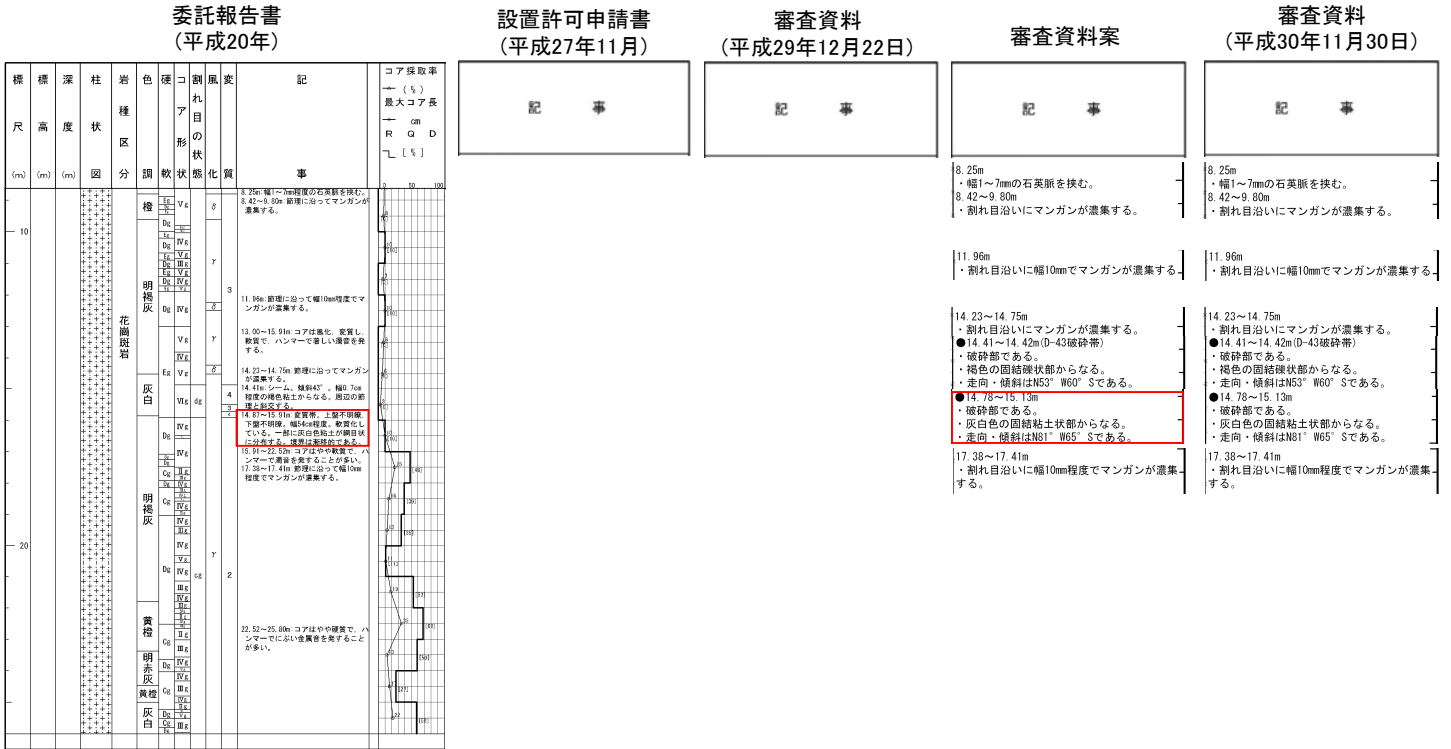 委託報告書
(平成20年)
設置許可申請書
(平成27年11月)
審査資料
(平成29年12月22日)
審査資料案
審査資料
(平成30年11月30日)
標尺(m)
標高(m)
深度(m)
柱状図
岩種区分
色調
硬軟
コア形状
割れ目の状態
風化
変質
記事
コア採取率
(%)
最大コア長
cm
R Q D
[%]
0 50 100
10
20
花崗斑岩
橙
明褐灰
灰白
明褐灰
黄橙
明赤灰
黄橙
灰白
8.25m:幅1~7mm程度の石英脈を挟む。
8.42~9.80m:節理に沿ってマンガンが
濃集する。
11.96m:節理に沿って幅10mm程度でマ
ンガンが濃集する。
13.00~15.91m:コアは風化、変質し、
軟質で、ハンマーで著しい濁音を発
する。
14.23~14.75m:節理に沿ってマンガン
が濃集する。
14.41m:シーム。傾斜43°。幅0.7cm
程度の褐色粘土からなる。周辺の節
理と斜交する。
14.87~15.91m:変質帯。上盤不明瞭、
下盤不明瞭。幅54cm程度。軟質化し
ている。一部に灰白色粘土が網目状
に分布する。境界は漸移的である。
15.91~22.52m:コアはやや軟質で、ハ
ンマーで濁音を発することが多い。
17.38~17.41m:節理に沿って幅10mm
程度でマンガンが濃集する。
22.52~25.80m:コアはやや硬質で、ハ
ンマーでにぶい金属音を発すること
が多い。
記 事
記 事
記 事
8.25m
・幅1~7mmの石英脈を挟む。
8.42~9.80m
・割れ目沿いにマンガンが濃集する。
11.96m
・割れ目沿いに幅10mmでマンガンが濃集する
14.23~14.75m
・割れ目沿いにマンガンが濃集する。
●14.41~14.42m(D-43破砕帯)
・破砕部である。
・褐色の固結礫状部からなる。
・走向・傾斜はN53°W60°Sである。
●14.78~15.13m
・破砕部である。
・灰白色の固結粘土状部からなる。
・走向・傾斜はN81°W65°Sである。
17.38~17.41m
・割れ目沿いに幅10mm程度でマンガンが濃集
する。
記 事
8.25m
・幅1~7mmの石英脈を挟む。
8.42~9.80m
・割れ目沿いにマンガンが濃集する。
11.96m
・割れ目沿いに幅10mmでマンガンが濃集する
14.23~14.75m
・割れ目沿いにマンガンが濃集する。
●14.41~14.42m(D-43破砕帯)
・破砕部である。
・褐色の固結礫状部からなる。
・走向・傾斜はN53°W60°Sである。
●14.78~15.13m
・破砕部である。
・灰白色の固結粘土状部からなる。
・走向・傾斜はN81°W65°Sである。
17.38~17.41m
・割れ目沿いに幅10mm程度でマンガンが濃集
する。